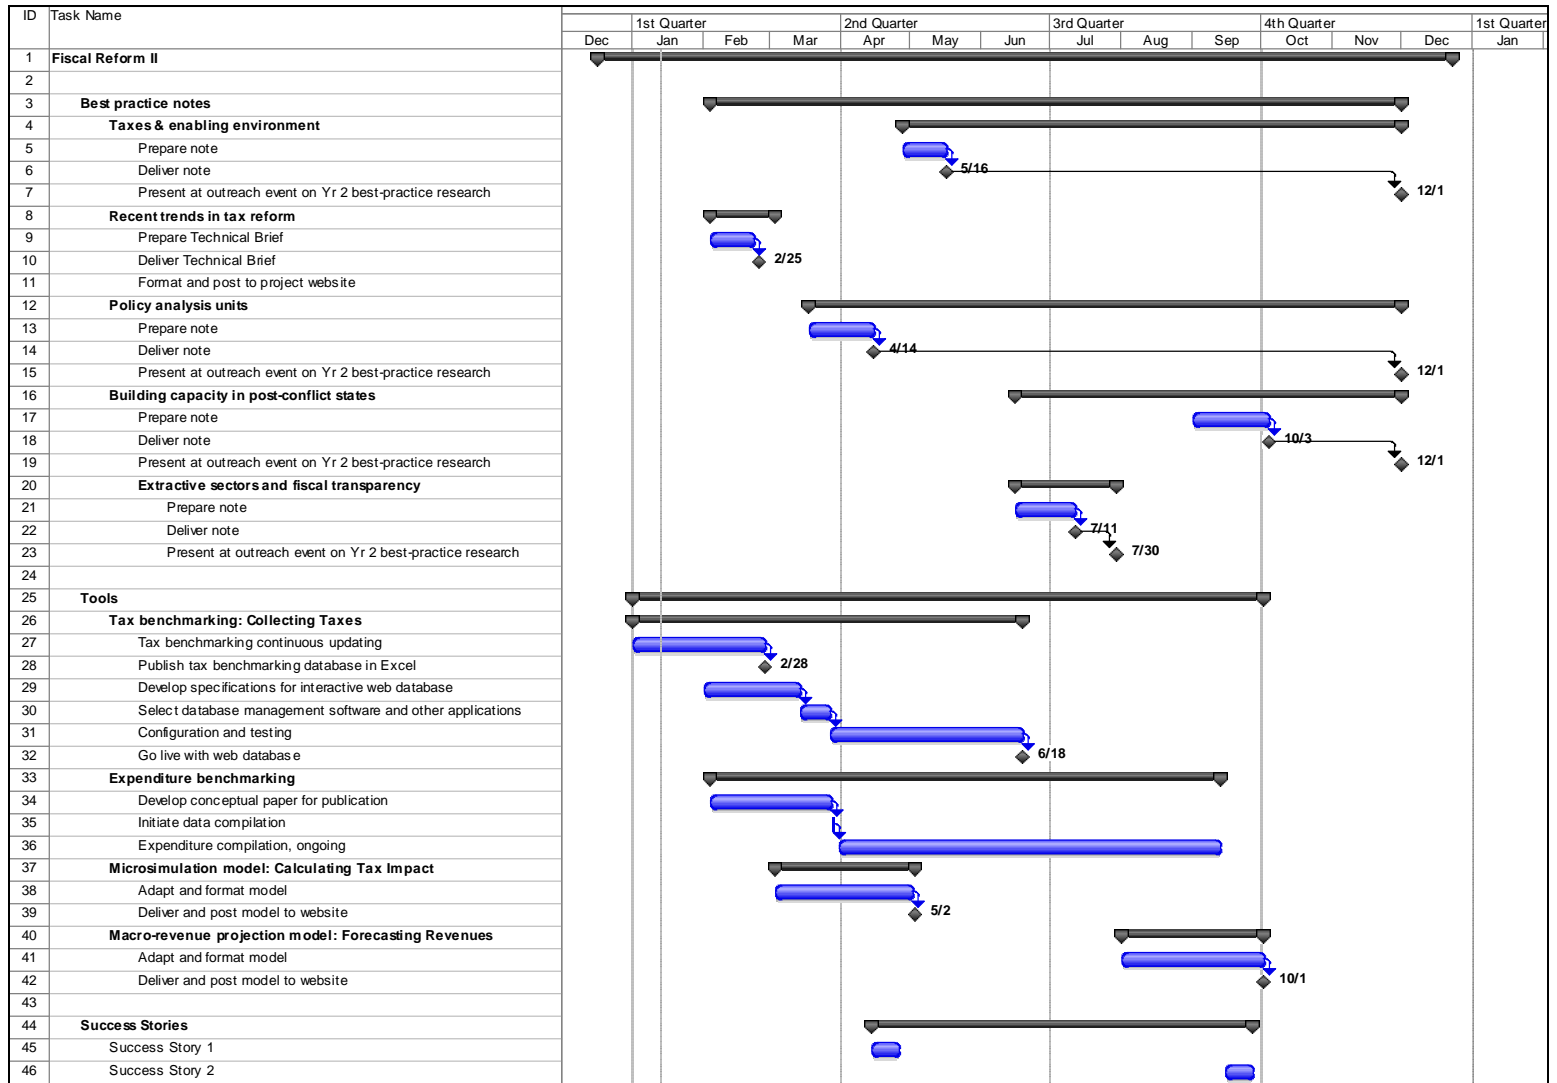 ID Task Name
1st Quarter 2nd Quarter 3rd Quarter 4th Quarter 1st Quarter
Dec Jan Feb Mar Apr May Jun Jul Aug Sep Oct Nov Dec Jan
1 Fiscal Reform II
2
3 Best practice notes
4 Taxes & enabling environment
5 Prepare note
6 Deliver note 5/16
7 Present at outreach event on Yr 2 best-practice research 12/1
8 Recent trends in tax reform
9 Prepare Technical Brief
10 Deliver Technical Brief 2/25
11 Format and post to project website
12 Policy analysis units
13 Prepare note
14 Deliver note 4/14
15 Present at outreach event on Yr 2 best-practice research 12/1
16 Building capacity in post-conflict states
17 Prepare note
18 Deliver note 10/3
19 Present at outreach event on Yr 2 best-practice research 12/1
20 Extractive sectors and fiscal transparency
21 Prepare note
22 Deliver note 7/11
23 Present at outreach event on Yr 2 best-practice research 7/30
24
25 Tools
26 Tax benchmarking: Collecting Taxes
27 Tax benchmarking continuous updating
28 Publish tax benchmarking database in Excel 2/28
29 Develop specifications for interactive web database
30 Select database management software and other applications
31 Configuration and testing
32 Go live with web database 6/18
33 Expenditure benchmarking
34 Develop conceptual paper for publication
35 Initiate data compilation
36 Expenditure compilation, ongoing
37 Microsimulation model: Calculating Tax Impact
38 Adapt and format model
39 Deliver and post model to website 5/2
40 Macro-revenue projection model: Forecasting Revenues
41 Adapt and format model
42 Deliver and post model to website 10/1
43
44 Success Stories
45 Success Story 1
46 Success Story 2